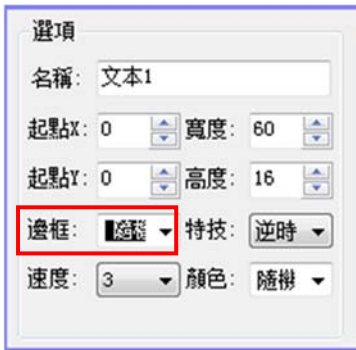 選項
名稱: 文本1
起點X: 0 寬度: 60
起點Y: 0 高度: 16
邊框: 特技: 逆時
速度: 3 顏色: 隨機